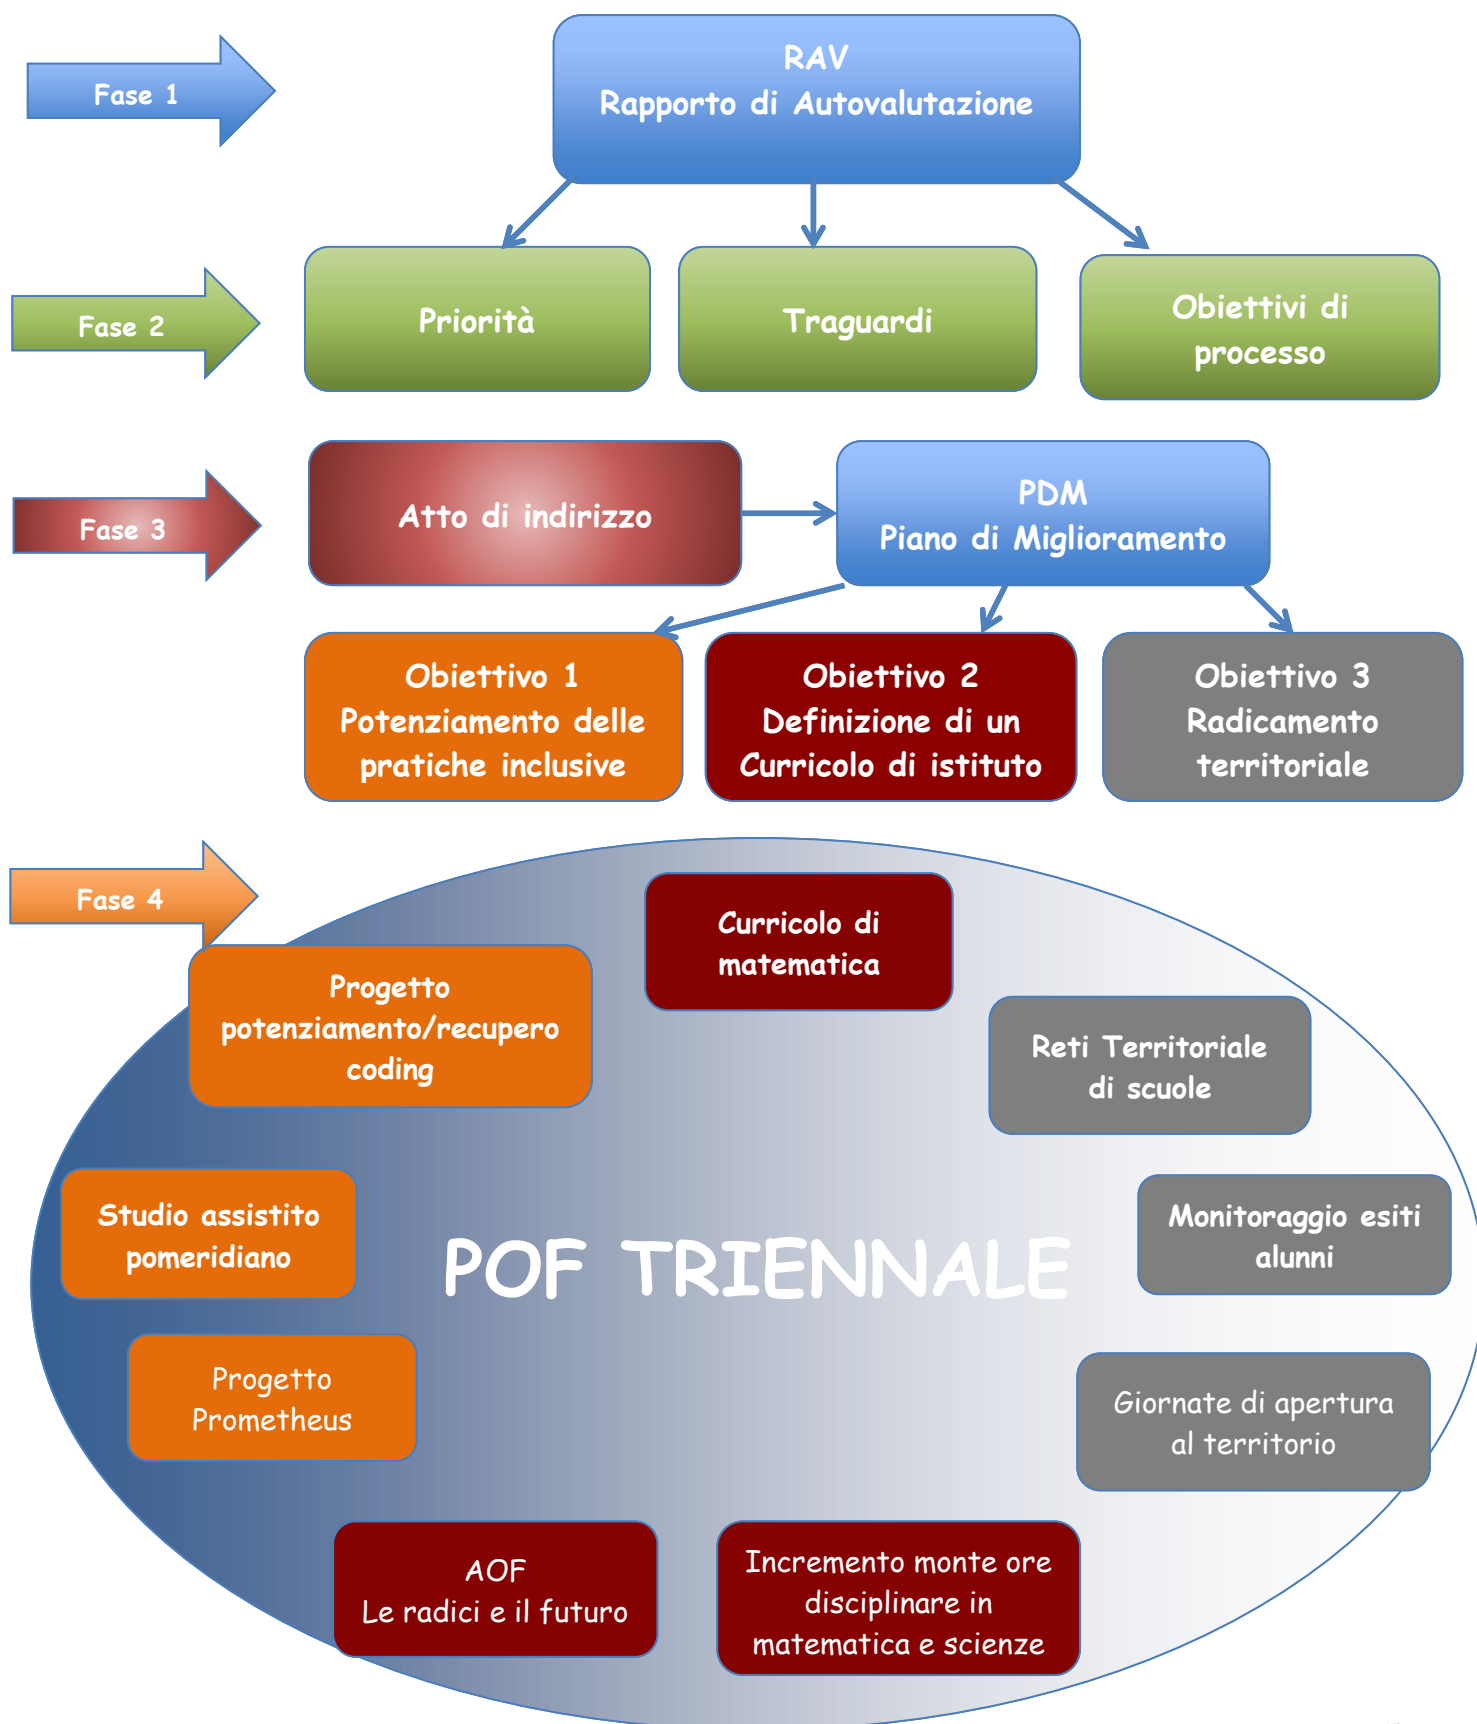 Fase 1
RAV
Rapporto di Autovalutazione
Fase 2
Priorità
Traguardi
Obiettivi di
processo
Fase 3
Atto di indirizzo
PDM
Piano di Miglioramento
Obiettivo 1
Potenziamento delle
pratiche inclusive
Obiettivo 2
Definizione di un
Curricolo di istituto
Obiettivo 3
Radicamento
territoriale
Fase 4
Curricolo di
matematica
Progetto
potenziamento/recupero
coding
Reti Territoriale
di scuole
Studio assistito
pomeridiano
POF TRIENNALE
Monitoraggio esiti
alunni
Progetto
Prometheus
Giornate di apertura
al territorio
AOF
Le radici e il futuro
Incremento monte ore
disciplinare in
matematica e scienze